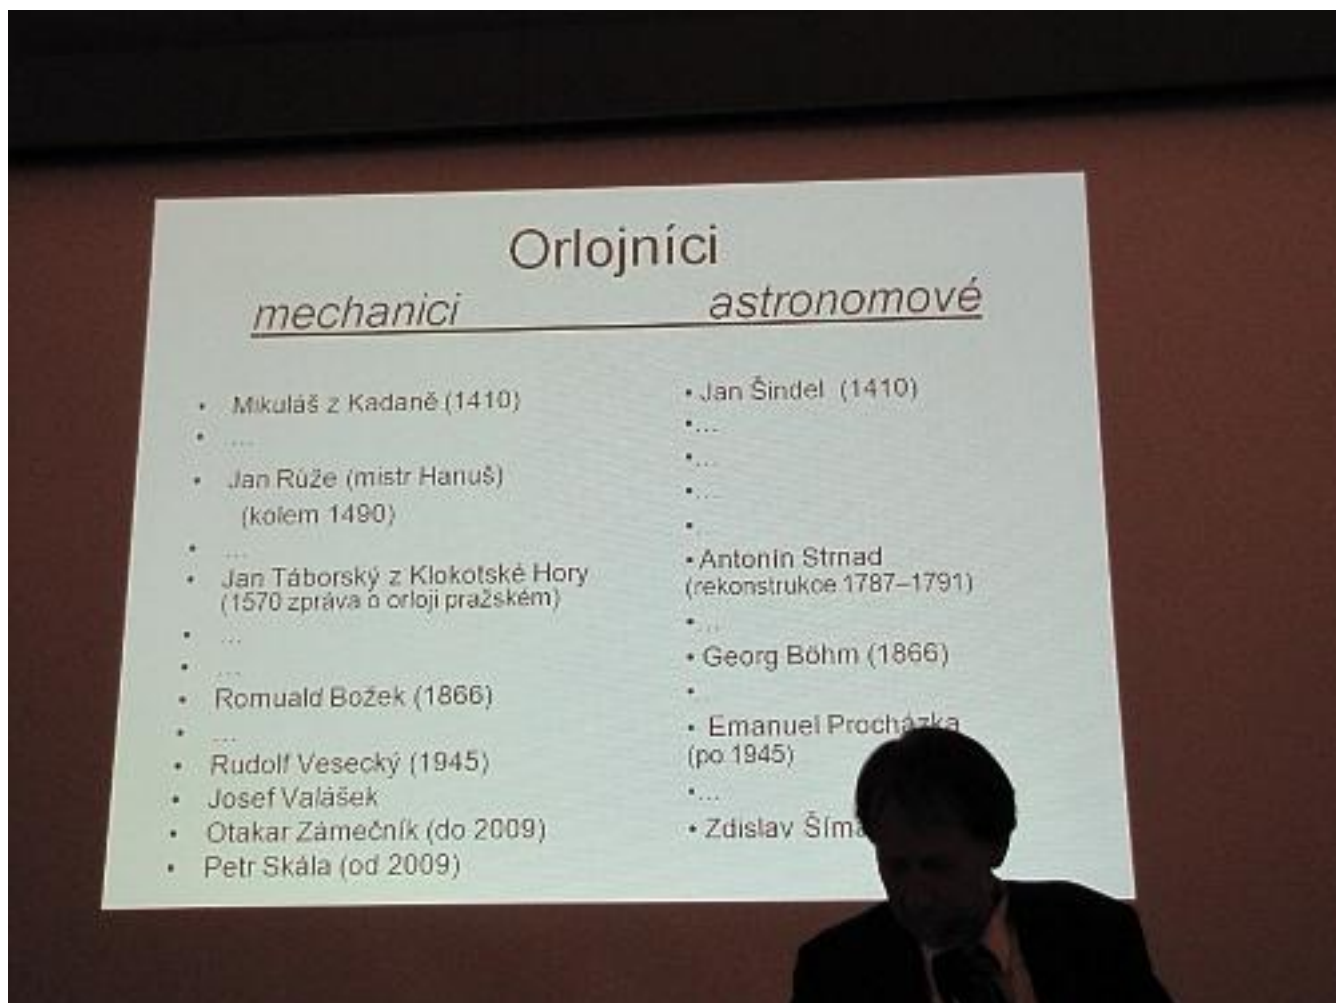 Orlojníci
mechanici
astronomové
• Mikuláš z Kadaně (1410)
• ...
• Jan Růže (mistr Hanuš)
(kolem 1490)
• ...
• Jan Táborský z Klokotské Hory
(1570 zpráva o orloji pražském)
• ...
• ...
• Romuald Božek (1866)
• ...
• Rudolf Vesecký (1945)
• Josef Valášek
• Otakar Zámečník (do 2009)
• Petr Skála (od 2009)
• Jan Šindel (1410)
• ...
• ...
• ...
•
• Antonín Strnad
(rekonstrukce 1787–1791)
• ...
• Georg Böhm (1866)
•
• Emanuel Procházka
(po 1945)
• ...
• Zdislav